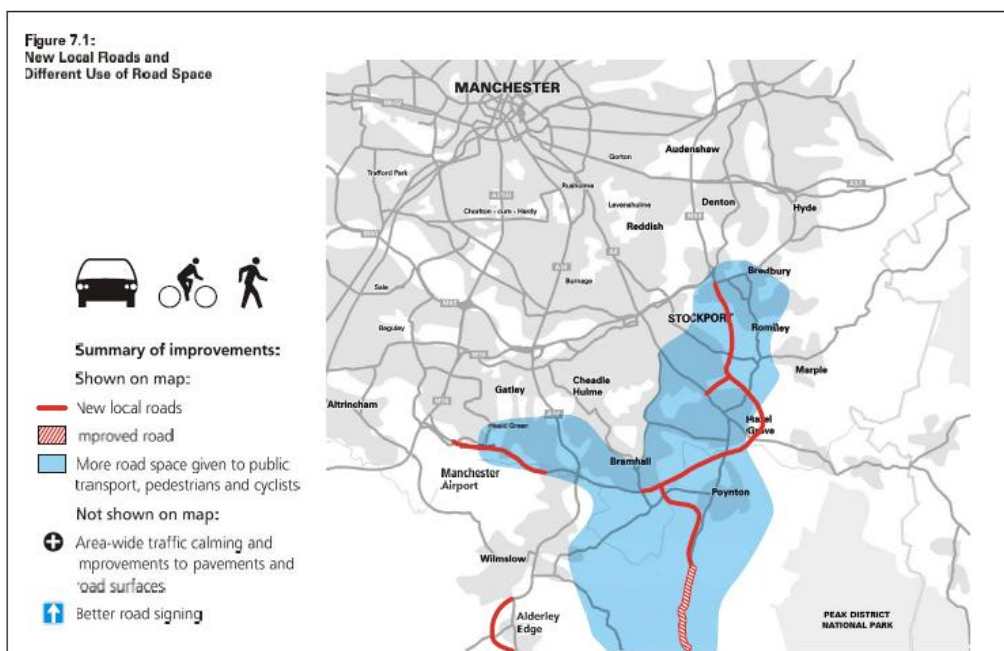 Figure 7.1:
New Local Roads and
Different Use of Road Space
MANCHESTER
M602
Audenshaw
Gorton
Trafford Park
Rusholme
A57
Levenshulme
Denton
Hyde
Chorlton - cum - Hardy
Reddish
Burnage
Bredbury
Sale
STOCKPORT
Romiley
Baguley
Marple
Gatley
Cheadle
Hulme
Altrincham
Hazel
Grove
Heald Green
Bramhall
Manchester
Airport
Poynton
Wilmslow
Alderley
Edge
PEAK DISTRICT
NATIONAL PARK
Summary of improvements:
Shown on map:
New local roads
Improved road
More road space given to public
transport, pedestrians and cyclists
Not shown on map:
Area-wide traffic calming and
improvements to pavements and
road surfaces
Better road signing